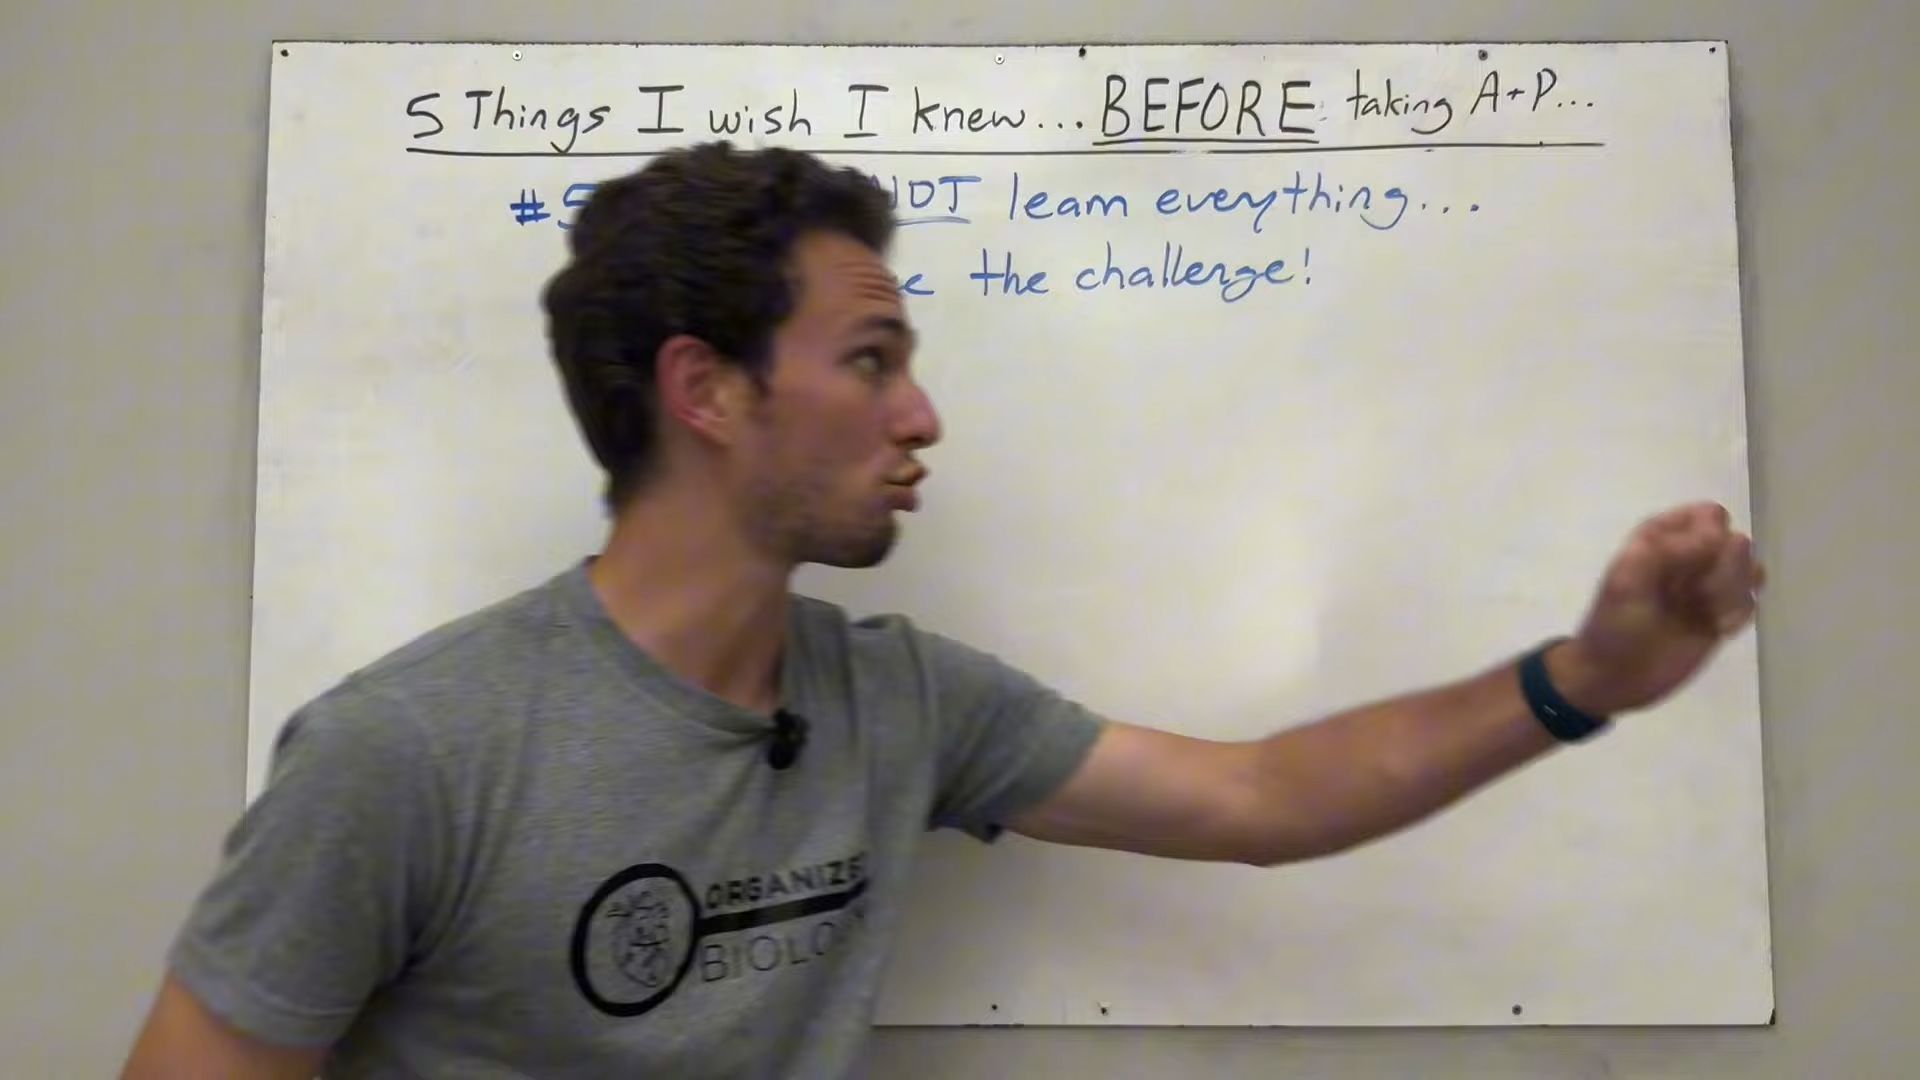 5 Things I wish I knew... BEFORE taking A+P...
#5 NOT learn everything...
the challenge!
ORGANIZE
BIOLO